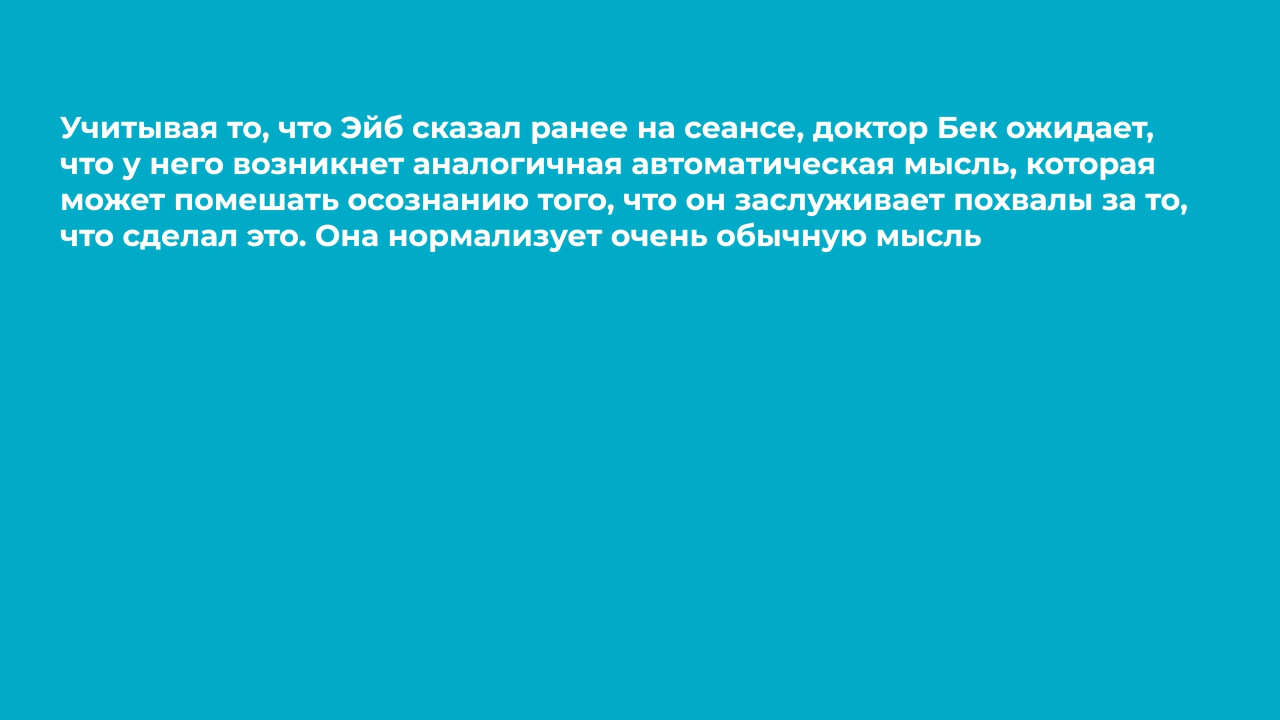 Учитывая то, что Эйб сказал ранее на сеансе, доктор Бек ожидает,
что у него возникнет аналогичная автоматическая мысль, которая
может помешать осознанию того, что он заслуживает похвалы за то,
что сделал это. Она нормализует очень обычную мысль